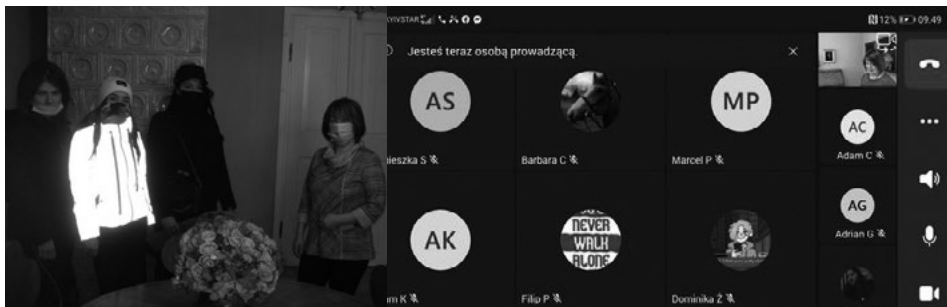 KYIVSTAR
12% 09.49
Jesteś teraz osobą prowadzącą.
AS
MP
AC
ieszka S
Barbara C
Marcel P
Adam C
AG
AK
NEVER
WALK
ALONE
Adrian G
m K
Filip P
Dominika Ż